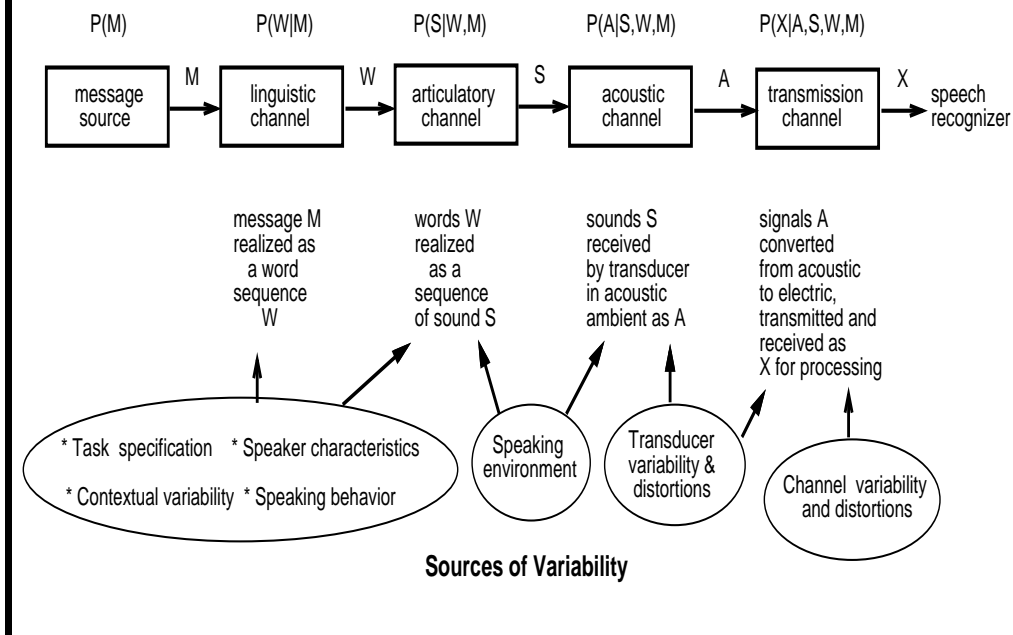 P(M) P(W|M) P(S|W,M) P(A|S,W,M) P(X|A,S,W,M)
message
source
M
linguistic
channel
W
articulatory
channel
S
acoustic
channel
A
transmission
channel
X
speech
recognizer
message M
realized as
a word
sequence
W
words W
realized
as a
sequence
of sound S
sounds S
received
by transducer
in acoustic
ambient as A
signals A
converted
from acoustic
to electric,
transmitted and
received as
X for processing
* Task specification * Speaker characteristics
* Contextual variability * Speaking behavior
Speaking
environment
Transducer
variability &
distortions
Channel variability
and distortions
Sources of Variability